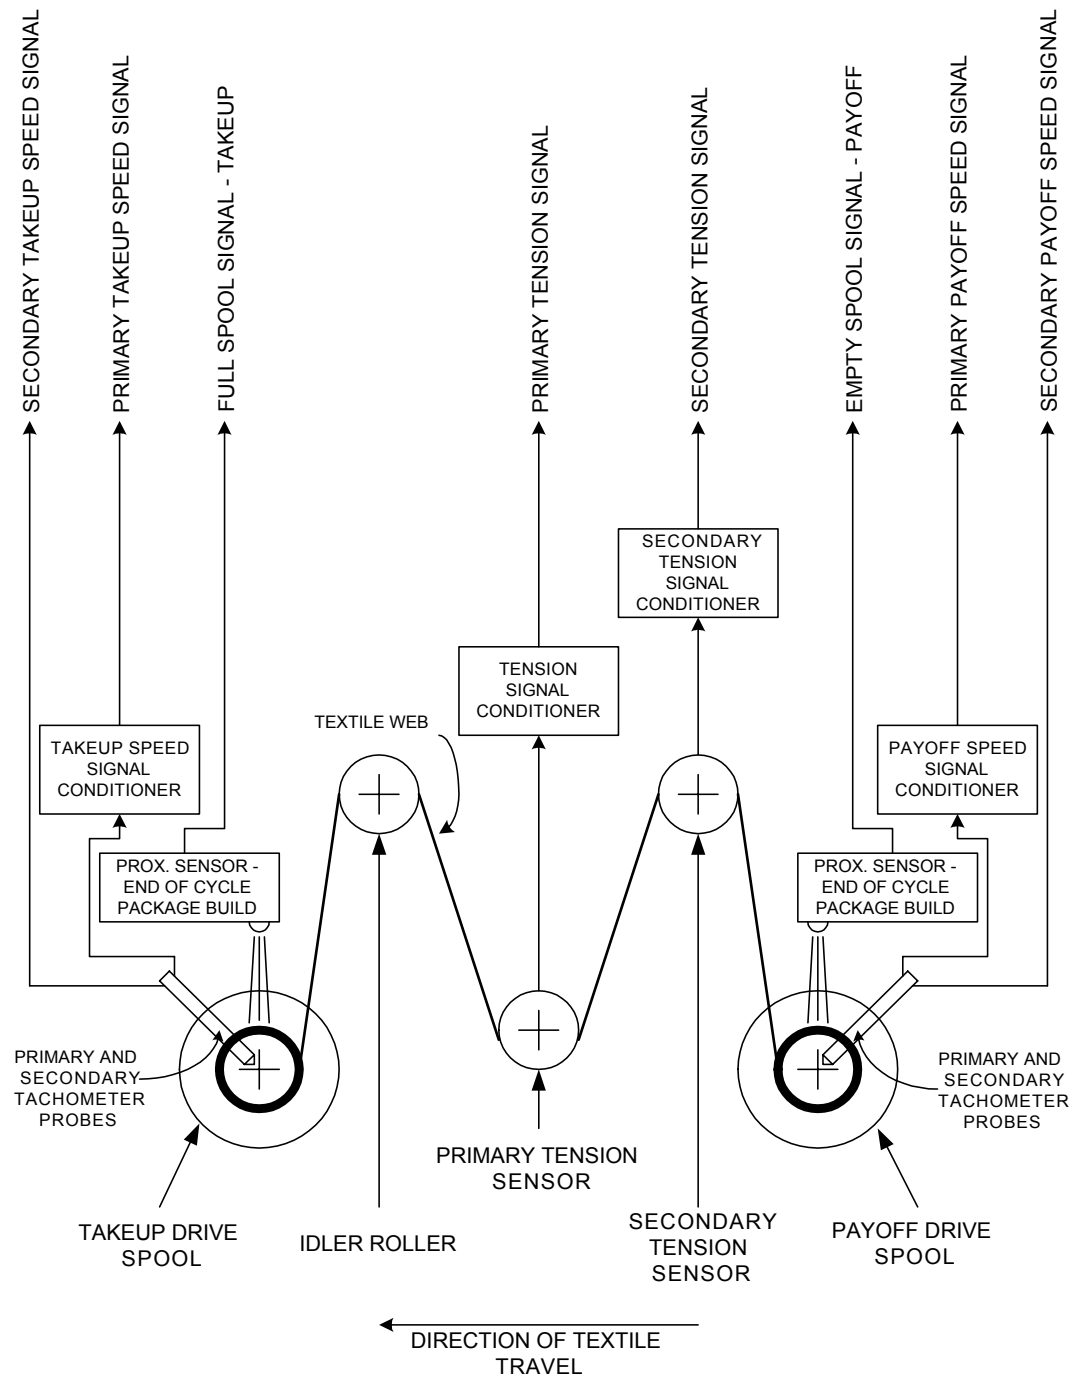 SECONDARY TAKEUP SPEED SIGNAL
PRIMARY TAKEUP SPEED SIGNAL
FULL SPOOL SIGNAL - TAKEUP
PRIMARY TENSION SIGNAL
SECONDARY TENSION SIGNAL
EMPTY SPOOL SIGNAL - PAYOFF
PRIMARY PAYOFF SPEED SIGNAL
SECONDARY PAYOFF SPEED SIGNAL
SECONDARY
TENSION
SIGNAL
CONDITIONER
TENSION
SIGNAL
CONDITIONER
TEXTILE WEB
TAKEUP SPEED
SIGNAL
CONDITIONER
PAYOFF SPEED
SIGNAL
CONDITIONER
PROX. SENSOR -
END OF CYCLE
PACKAGE BUILD
PROX. SENSOR -
END OF CYCLE
PACKAGE BUILD
PRIMARY AND
SECONDARY
TACHOMETER
PROBES
PRIMARY AND
SECONDARY
TACHOMETER
PROBES
PRIMARY TENSION
SENSOR
TAKEUP DRIVE
SPOOL
IDLER ROLLER
SECONDARY
TENSION
SENSOR
PAYOFF DRIVE
SPOOL
DIRECTION OF TEXTILE
TRAVEL